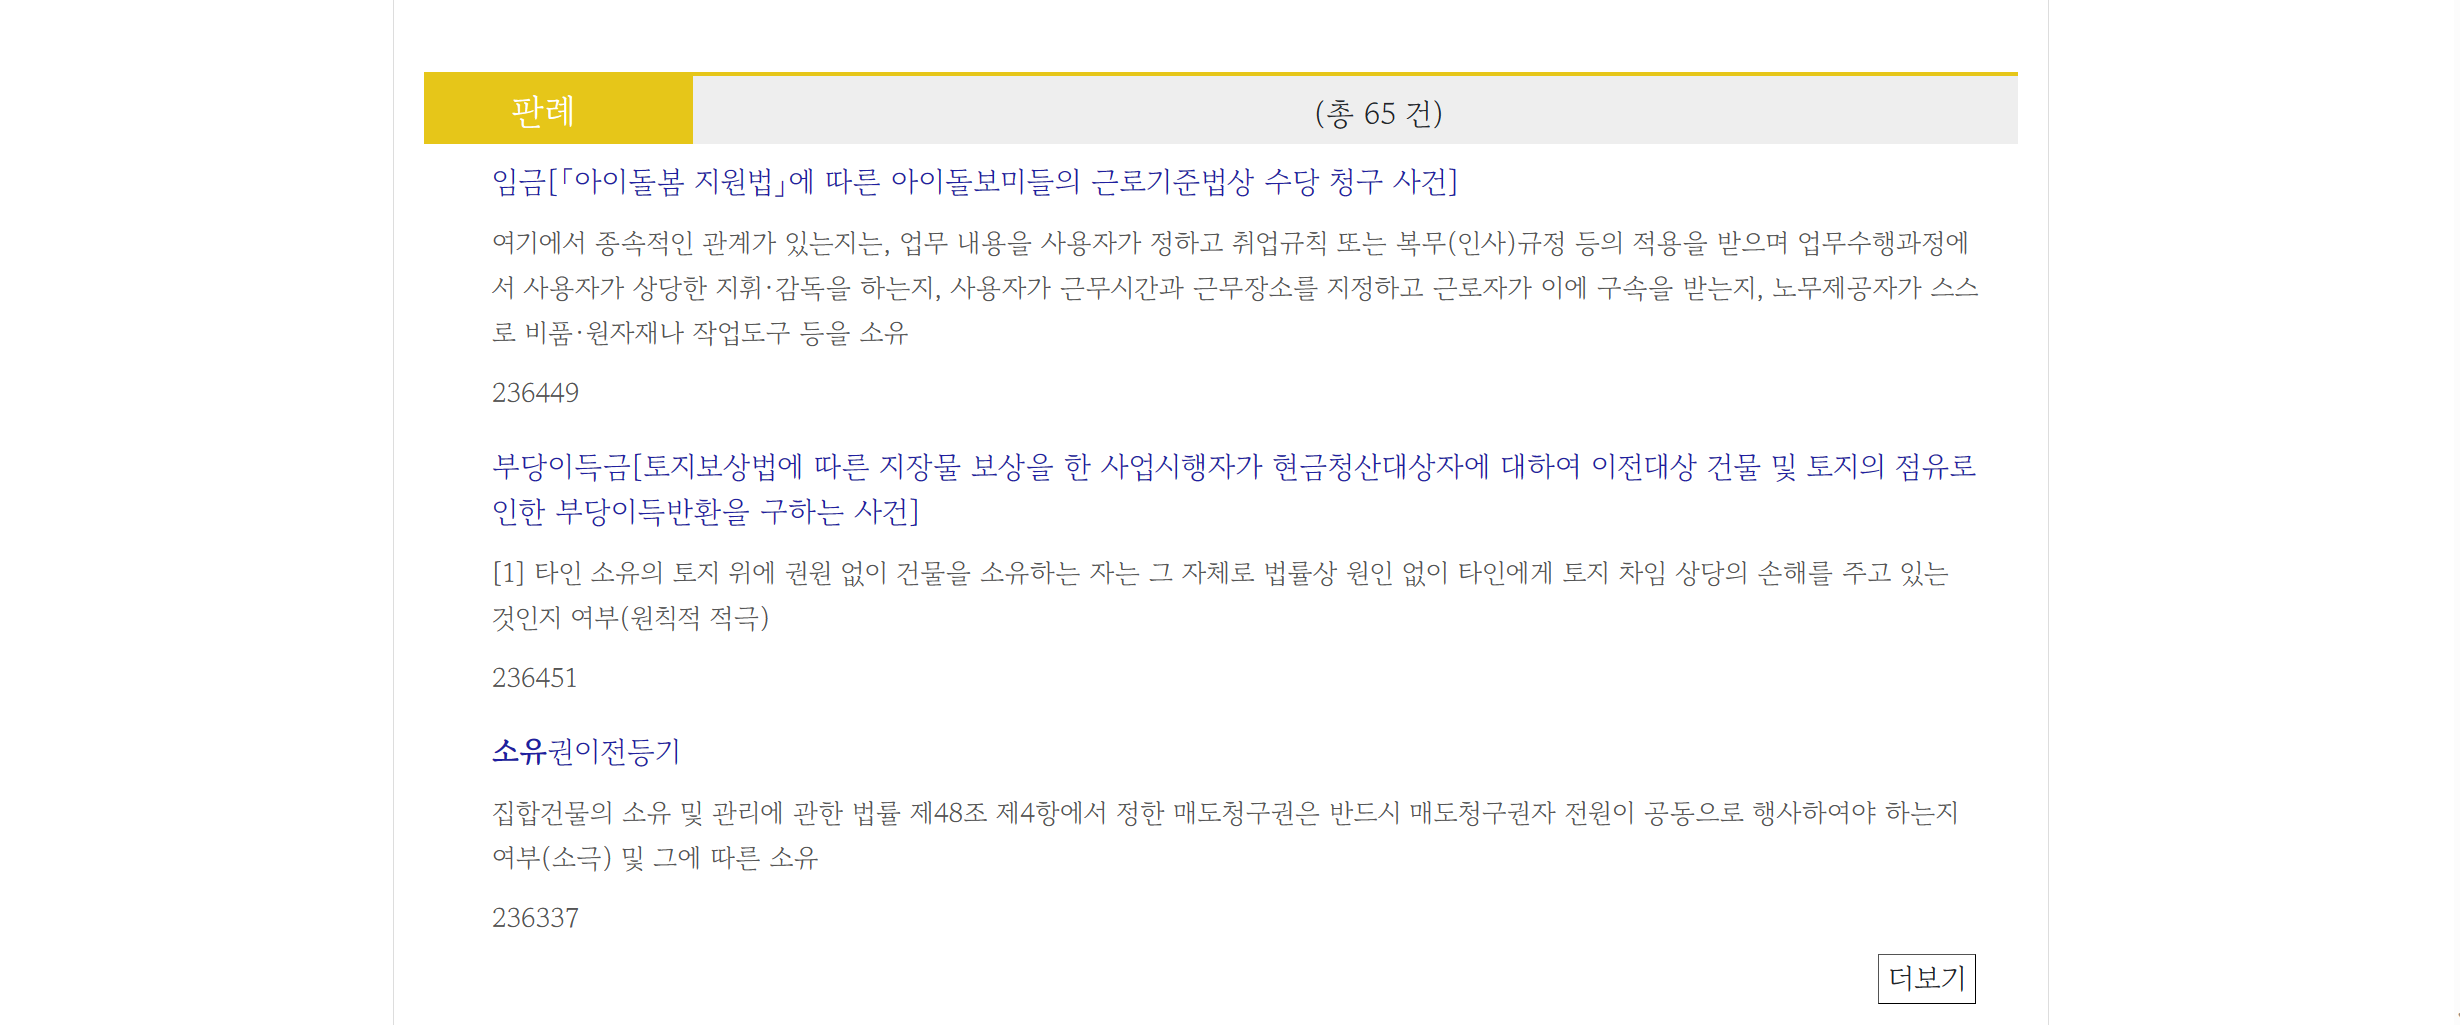 판례
(총 65 건)
임금[「아이돌봄 지원법」에 따른 아이돌보미들의 근로기준법상 수당 청구 사건]
여기에서 종속적인 관계가 있는지는, 업무 내용을 사용자가 정하고 취업규칙 또는 복무(인사)규정 등의 적용을 받으며 업무수행과정에
서 사용자가 상당한 지휘·감독을 하는지, 사용자가 근무시간과 근무장소를 지정하고 근로자가 이에 구속을 받는지, 노무제공자가 스스
로 비품·원자재나 작업도구 등을 소유
236449
부당이득금[토지보상법에 따른 지장물 보상을 한 사업시행자가 현금청산대상자에 대하여 이전대상 건물 및 토지의 점유로
인한 부당이득반환을 구하는 사건]
[1] 타인 소유의 토지 위에 권원 없이 건물을 소유하는 자는 그 자체로 법률상 원인 없이 타인에게 토지 차임 상당의 손해를 주고 있는
것인지 여부(원칙적 적극)
236451
소유권이전등기
집합건물의 소유 및 관리에 관한 법률 제48조 제4항에서 정한 매도청구권은 반드시 매도청구권자 전원이 공동으로 행사하여야 하는지
여부(소극) 및 그에 따른 소유
236337
더보기